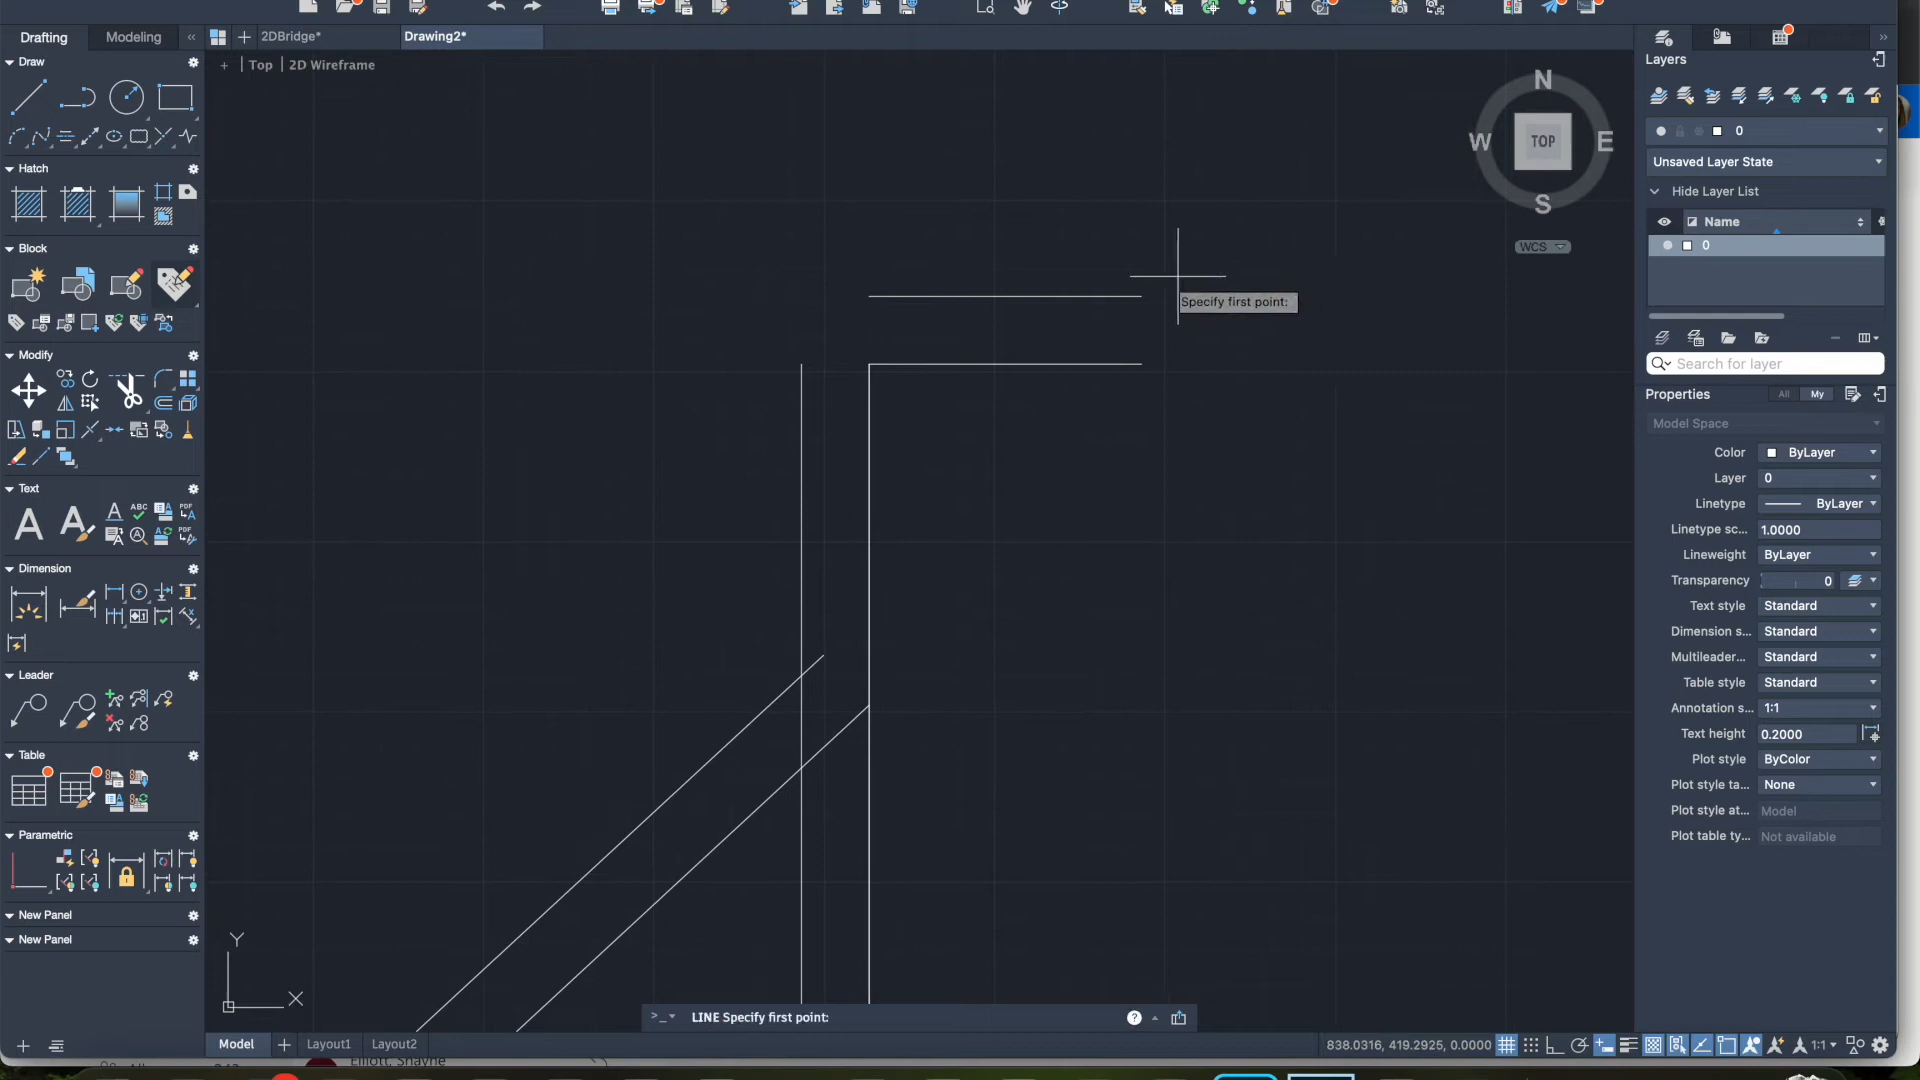 Drafting
Modeling
2DBridge*
Drawing2*
Draw
Hatch
Block
Modify
Text
Dimension
Leader
Table
Parametric
New Panel
New Panel
+ | Top | 2D Wireframe
N
W
TOP
E
S
WCS
Specify first point:
Y
X
>_ LINE Specify first point:
Model
Layout1
Layout2
838.0316, 419.2925, 0.0000
1:1
Layers
0
Unsaved Layer State
Hide Layer List
Name
0
Search for layer
Properties
All
My
Model Space
Color ByLayer
Layer 0
Linetype ByLayer
Linetype sc... 1.0000
Lineweight ByLayer
Transparency 0
Text style Standard
Dimension s... Standard
Multileader... Standard
Table style Standard
Annotation s... 1:1
Text height 0.2000
Plot style ByColor
Plot style ta... None
Plot style at... Model
Plot table ty... Not available
Elliott, Shayne